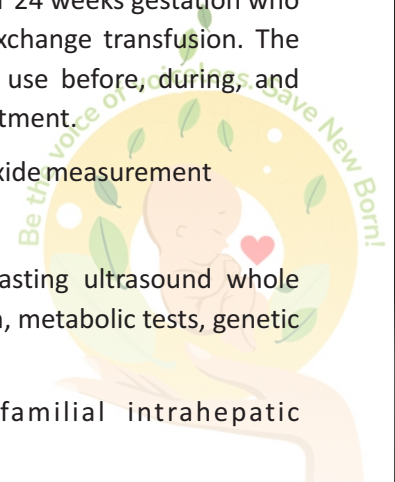 24 weeks gestation who
xchange transfusion. The
use before, during, and
tment.
xide measurement
asting ultrasound whole
, metabolic tests, genetic
familial intrahepatic
Be the voice of voiceless. Save New Born!